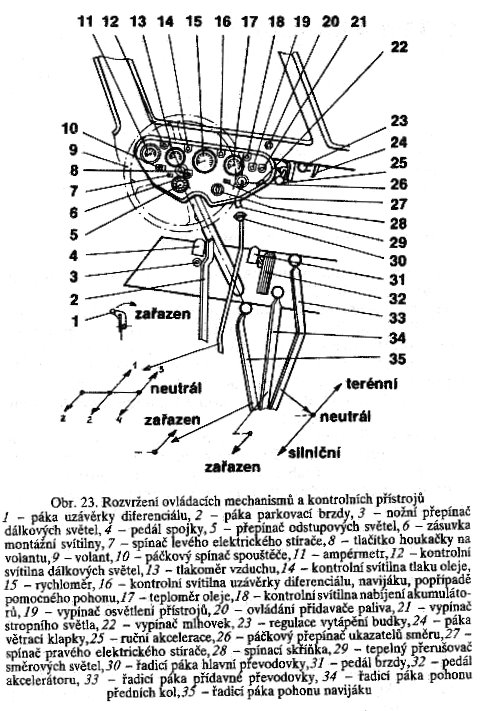 11 12 13 14 15 16 17 18 19 20 21
22
10
9
8
7
6
5
4
3
2
1
23
24
25
26
27
28
29
30
31
32
33
34
35
zařazen
1
3
neutrál
z 2 4
zařazen
zařazen
terénní
neutrál
silniční
Obr. 23. Rozvržení ovládacích mechanismů a kontrolních přístrojů
1 – páka uzávěrky diferenciálu, 2 – páka parkovací brzdy, 3 – nožní přepínač
dálkových světel, 4 – pedál spojky, 5 – přepínač odstupových světel, 6 – zásuvka
montážní svítilny, 7 – spínač levého elektrického stírače, 8 – tlačítko houkačky na
volantu, 9 – volant, 10 – páčkový spínač spouštěče, 11 – ampérmetr, 12 – kontrolní
svítilna dálkových světel, 13 – tlakoměr vzduchu, 14 – kontrolní svítilna tlaku oleje,
15 – rychloměr, 16 – kontrolní svítilna uzávěrky diferenciálu, navijáku, popřípadě
pomocného pohonu, 17 – teploměr oleje, 18 – kontrolní svítilna nabíjení akumuláto-
rů, 19 – vypínač osvětlení přístrojů, 20 – ovládání přidavače paliva, 21 – vypínač
stropního světla, 22 – vypínač mlhovek, 23 – regulace vytápění budky, 24 – páka
větrací klapky, 25 – ruční akcelerace, 26 – páčkový přepínač ukazatelů směru, 27 –
spínač pravého elektrického stírače, 28 – spínací skříňka, 29 – tepelný přerušovač
směrových světel, 30 – řadicí páka hlavní převodovky, 31 – pedál brzdy, 32 – pedál
akcelerátoru, 33 – řadicí páka přídavné převodovky, 34 – řadicí páka pohonu
předních kol, 35 – řadicí páka pohonu navijáku